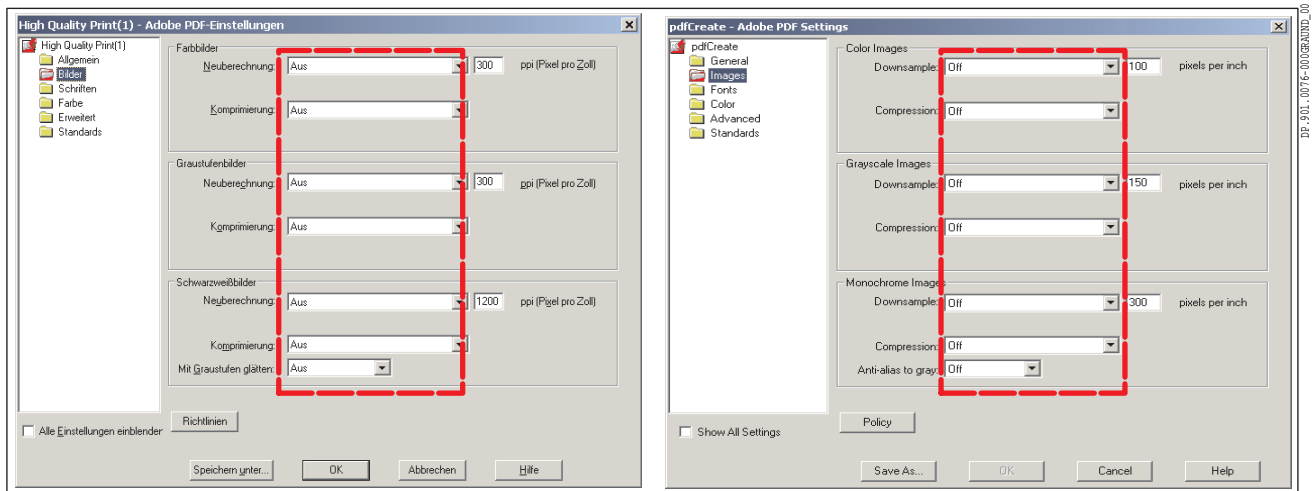 High Quality Print(1) - Adobe PDF-Einstellungen
High Quality Print(1)
Allgemein
Bilder
Schriften
Farbe
Erweitert
Standards
Farbbilder
Neuberechnung: Aus 300 ppi (Pixel pro Zoll)
Komprimierung: Aus
Graustufenbilder
Neuberechnung: Aus 300 ppi (Pixel pro Zoll)
Komprimierung: Aus
Schwarzweißbilder
Neuberechnung: Aus 1200 ppi (Pixel pro Zoll)
Komprimierung: Aus
Mit Graustufen glätten: Aus
Alle Einstellungen einblender
Richtlinien
Speichern unter... OK Abbrechen Hilfe
pdfCreate - Adobe PDF Settings
pdfCreate
General
Images
Fonts
Color
Advanced
Standards
Color Images
Downsample: Off 100 pixels per inch
Compression: Off
Grayscale Images
Downsample: Off 150 pixels per inch
Compression: Off
Monochrome Images
Downsample: Off 300 pixels per inch
Compression: Off
Anti-alias to gray: Off
Show All Settings
Policy
Save As... OK Cancel Help
DP.901.0076-000GRAUND_00